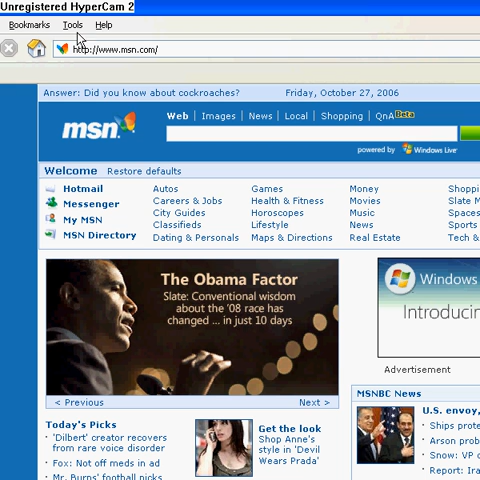 Unregistered HyperCam 2
Bookmarks Tools Help
http://www.msn.com/
Answer: Did you know about cockroaches? Friday, October 27, 2006
msn
Web | Images | News | Local | Shopping | QnA Beta
powered by Windows Live
Welcome Restore defaults
Hotmail
Messenger
My MSN
MSN Directory
Autos
Careers & Jobs
City Guides
Classifieds
Dating & Personals
Games
Health & Fitness
Horoscopes
Lifestyle
Maps & Directions
Money
Movies
Music
News
Real Estate
Shoppi
Slate M
Spaces
Sports
Tech &
The Obama Factor
Slate: Conventional wisdom
about the '08 race has
changed ... in just 10 days
< Previous Next >
Windows
Introducin
Advertisement
Today's Picks
'Dilbert' creator recovers
from rare voice disorder
Fox: Not off meds in ad
Mr. Burns' football picks
Get the look
Shop Anne's
style in 'Devil
Wears Prada'
MSNBC News
U.S. envoy,
Ships prote
Arson prob
Snow: VP c
Report: Ira